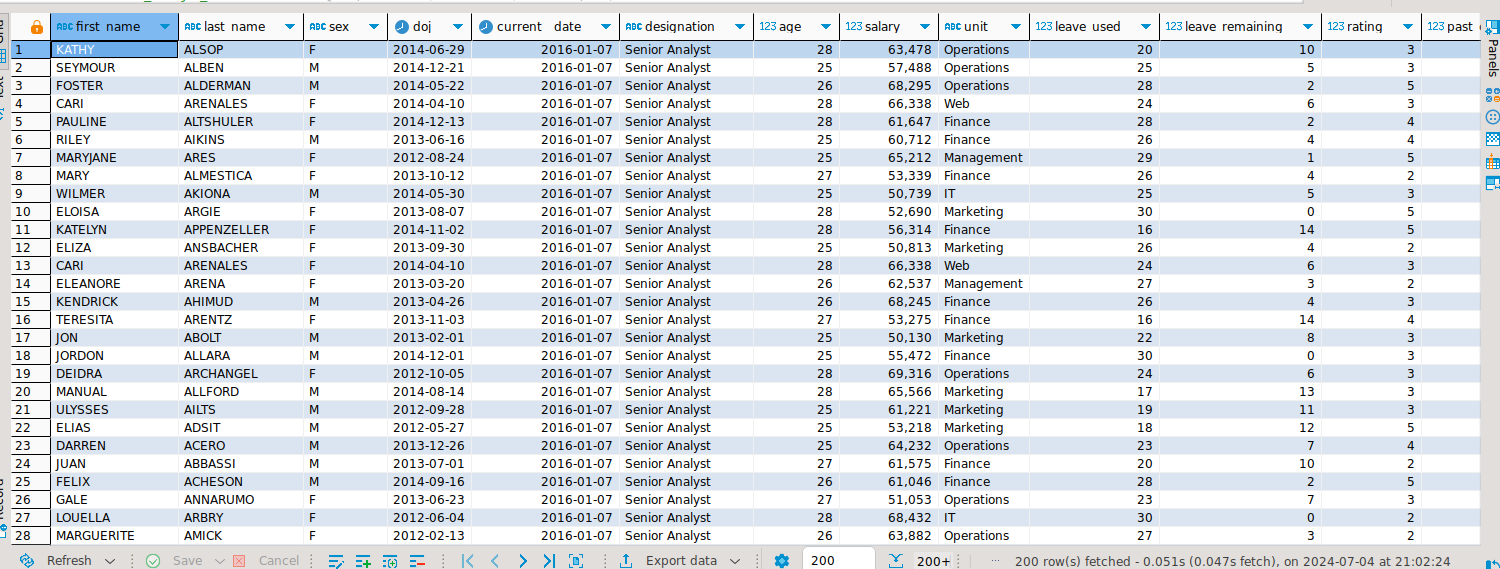 ABC first_name ABC last_name ABC sex doj current_date ABC designation 123 age 123 salary ABC unit 123 leave_used 123 leave_remaining 123 rating 123 past
1 KATHY ALSOP F 2014-06-29 2016-01-07 Senior Analyst 28 63,478 Operations 20 10 3
2 SEYMOUR ALBEN M 2014-12-21 2016-01-07 Senior Analyst 25 57,488 Operations 25 5 3
3 FOSTER ALDERMAN M 2014-05-22 2016-01-07 Senior Analyst 26 68,295 Operations 28 2 5
4 CARI ARENALES F 2014-04-10 2016-01-07 Senior Analyst 28 66,338 Web 24 6 3
5 PAULINE ALTSHULER F 2014-12-13 2016-01-07 Senior Analyst 28 61,647 Finance 28 2 4
6 RILEY AIKINS M 2013-06-16 2016-01-07 Senior Analyst 25 60,712 Finance 26 4 4
7 MARYJANE ARES F 2012-08-24 2016-01-07 Senior Analyst 25 65,212 Management 29 1 5
8 MARY ALMESTICA F 2013-10-12 2016-01-07 Senior Analyst 27 53,339 Finance 26 4 2
9 WILMER AKIONA M 2014-05-30 2016-01-07 Senior Analyst 25 50,739 IT 25 5 3
10 ELOISA ARGIE F 2013-08-07 2016-01-07 Senior Analyst 28 52,690 Marketing 30 0 5
11 KATELYN APPENZELLER F 2014-11-02 2016-01-07 Senior Analyst 28 56,314 Finance 16 14 5
12 ELIZA ANSBACHER F 2013-09-30 2016-01-07 Senior Analyst 25 50,813 Marketing 26 4 2
13 CARI ARENALES F 2014-04-10 2016-01-07 Senior Analyst 28 66,338 Web 24 6 3
14 ELEANORE ARENA F 2013-03-20 2016-01-07 Senior Analyst 26 62,537 Management 27 3 2
15 KENDRICK AHIMUD M 2013-04-26 2016-01-07 Senior Analyst 26 68,245 Finance 26 4 3
16 TERESITA ARENTZ F 2013-11-03 2016-01-07 Senior Analyst 27 53,275 Finance 16 14 4
17 JON ABOLT M 2013-02-01 2016-01-07 Senior Analyst 25 50,130 Marketing 22 8 3
18 JORDON ALLARA M 2014-12-01 2016-01-07 Senior Analyst 25 55,472 Finance 30 0 3
19 DEIDRA ARCHANGEL F 2012-10-05 2016-01-07 Senior Analyst 28 69,316 Operations 24 6 3
20 MANUAL ALLFORD M 2014-08-14 2016-01-07 Senior Analyst 28 65,566 Marketing 17 13 3
21 ULYSSES AILTS M 2012-09-28 2016-01-07 Senior Analyst 25 61,221 Marketing 19 11 3
22 ELIAS ADSIT M 2012-05-27 2016-01-07 Senior Analyst 25 53,218 Marketing 18 12 5
23 DARREN ACERO M 2013-12-26 2016-01-07 Senior Analyst 25 64,232 Operations 23 7 4
24 JUAN ABBASSI M 2013-07-01 2016-01-07 Senior Analyst 27 61,575 Finance 20 10 2
25 FELIX ACHESON M 2014-09-16 2016-01-07 Senior Analyst 26 61,046 Finance 28 2 5
26 GALE ANNARUMO F 2013-06-23 2016-01-07 Senior Analyst 27 51,053 Operations 23 7 3
27 LOUELLA ARBRY F 2012-06-04 2016-01-07 Senior Analyst 28 68,432 IT 30 0 2
28 MARGUERITE AMICK F 2012-02-13 2016-01-07 Senior Analyst 26 63,882 Operations 27 3 2
Panels
Refresh Save Cancel Export data 200 200+ ··· 200 row(s) fetched - 0.051s (0.047s fetch), on 2024-07-04 at 21:02:24